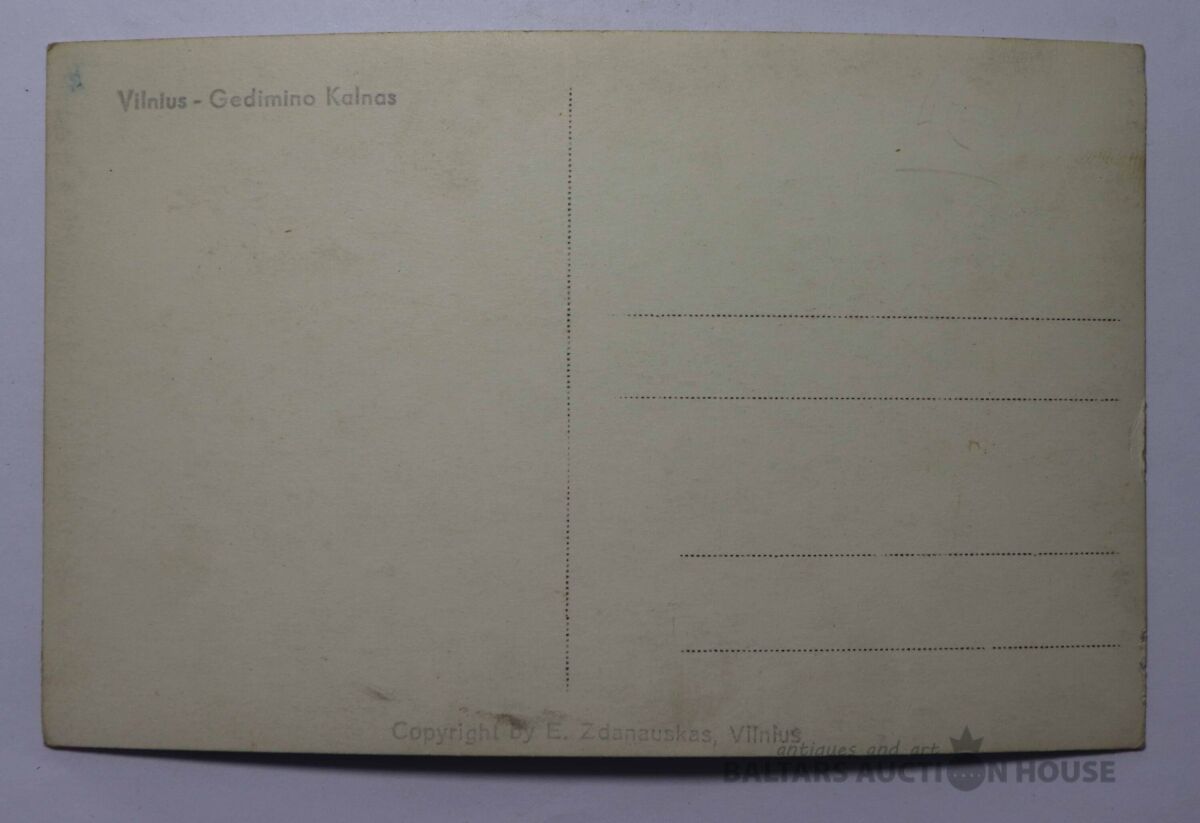 Vilnius - Gedimino Kalnas
Copyright by E. Zdanauskas, Vilnius
antiques and art
BALTARS AUCTION HOUSE